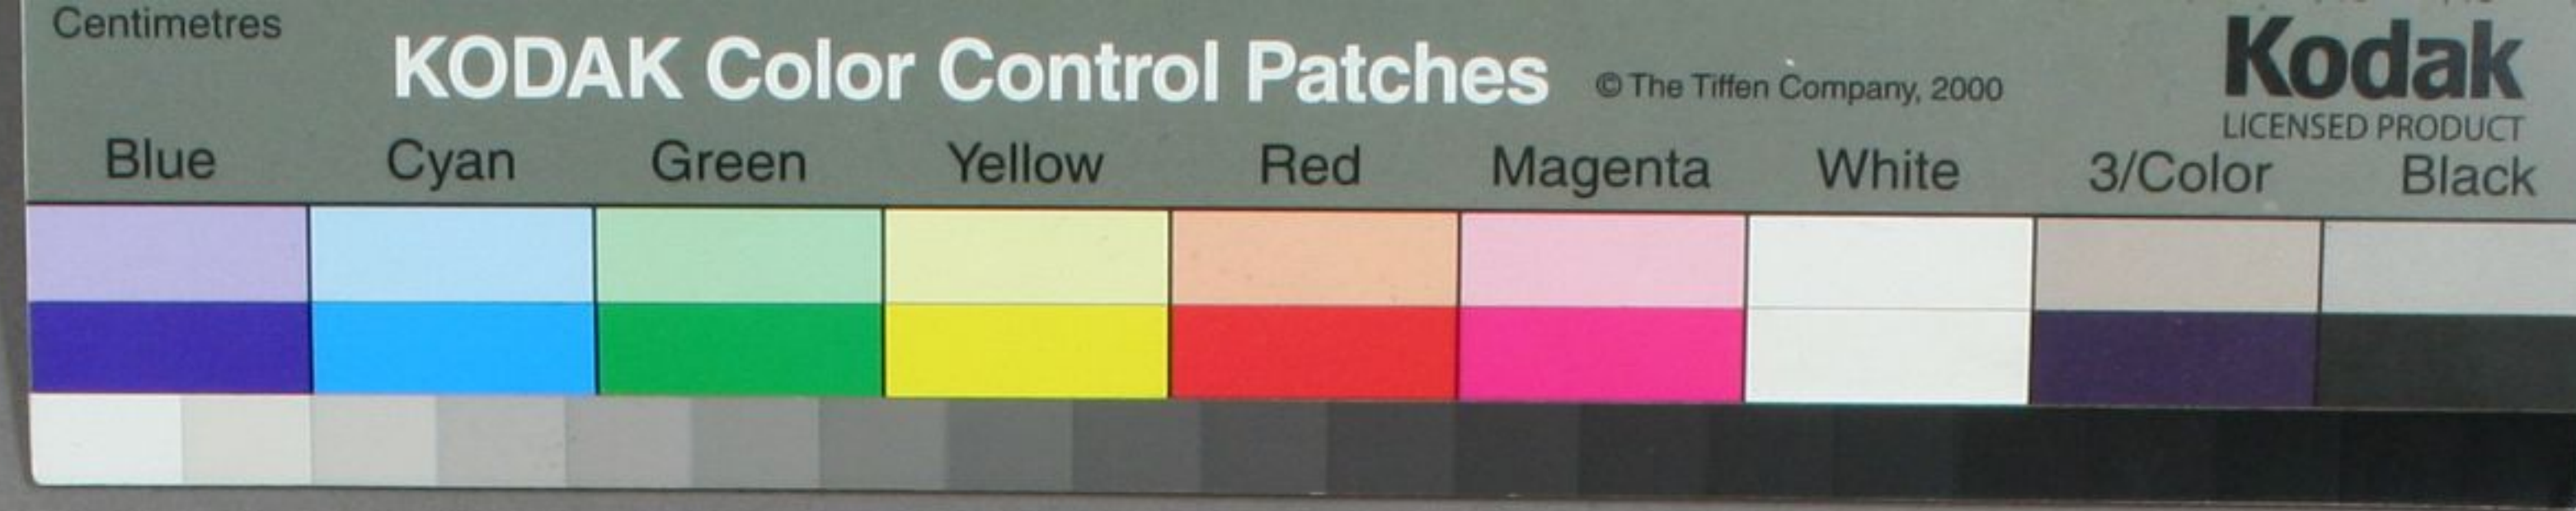 Centimetres
KODAK Color Control Patches © The Tiffen Company, 2000
Kodak
LICENSED PRODUCT
Blue Cyan Green Yellow Red Magenta White 3/Color Black